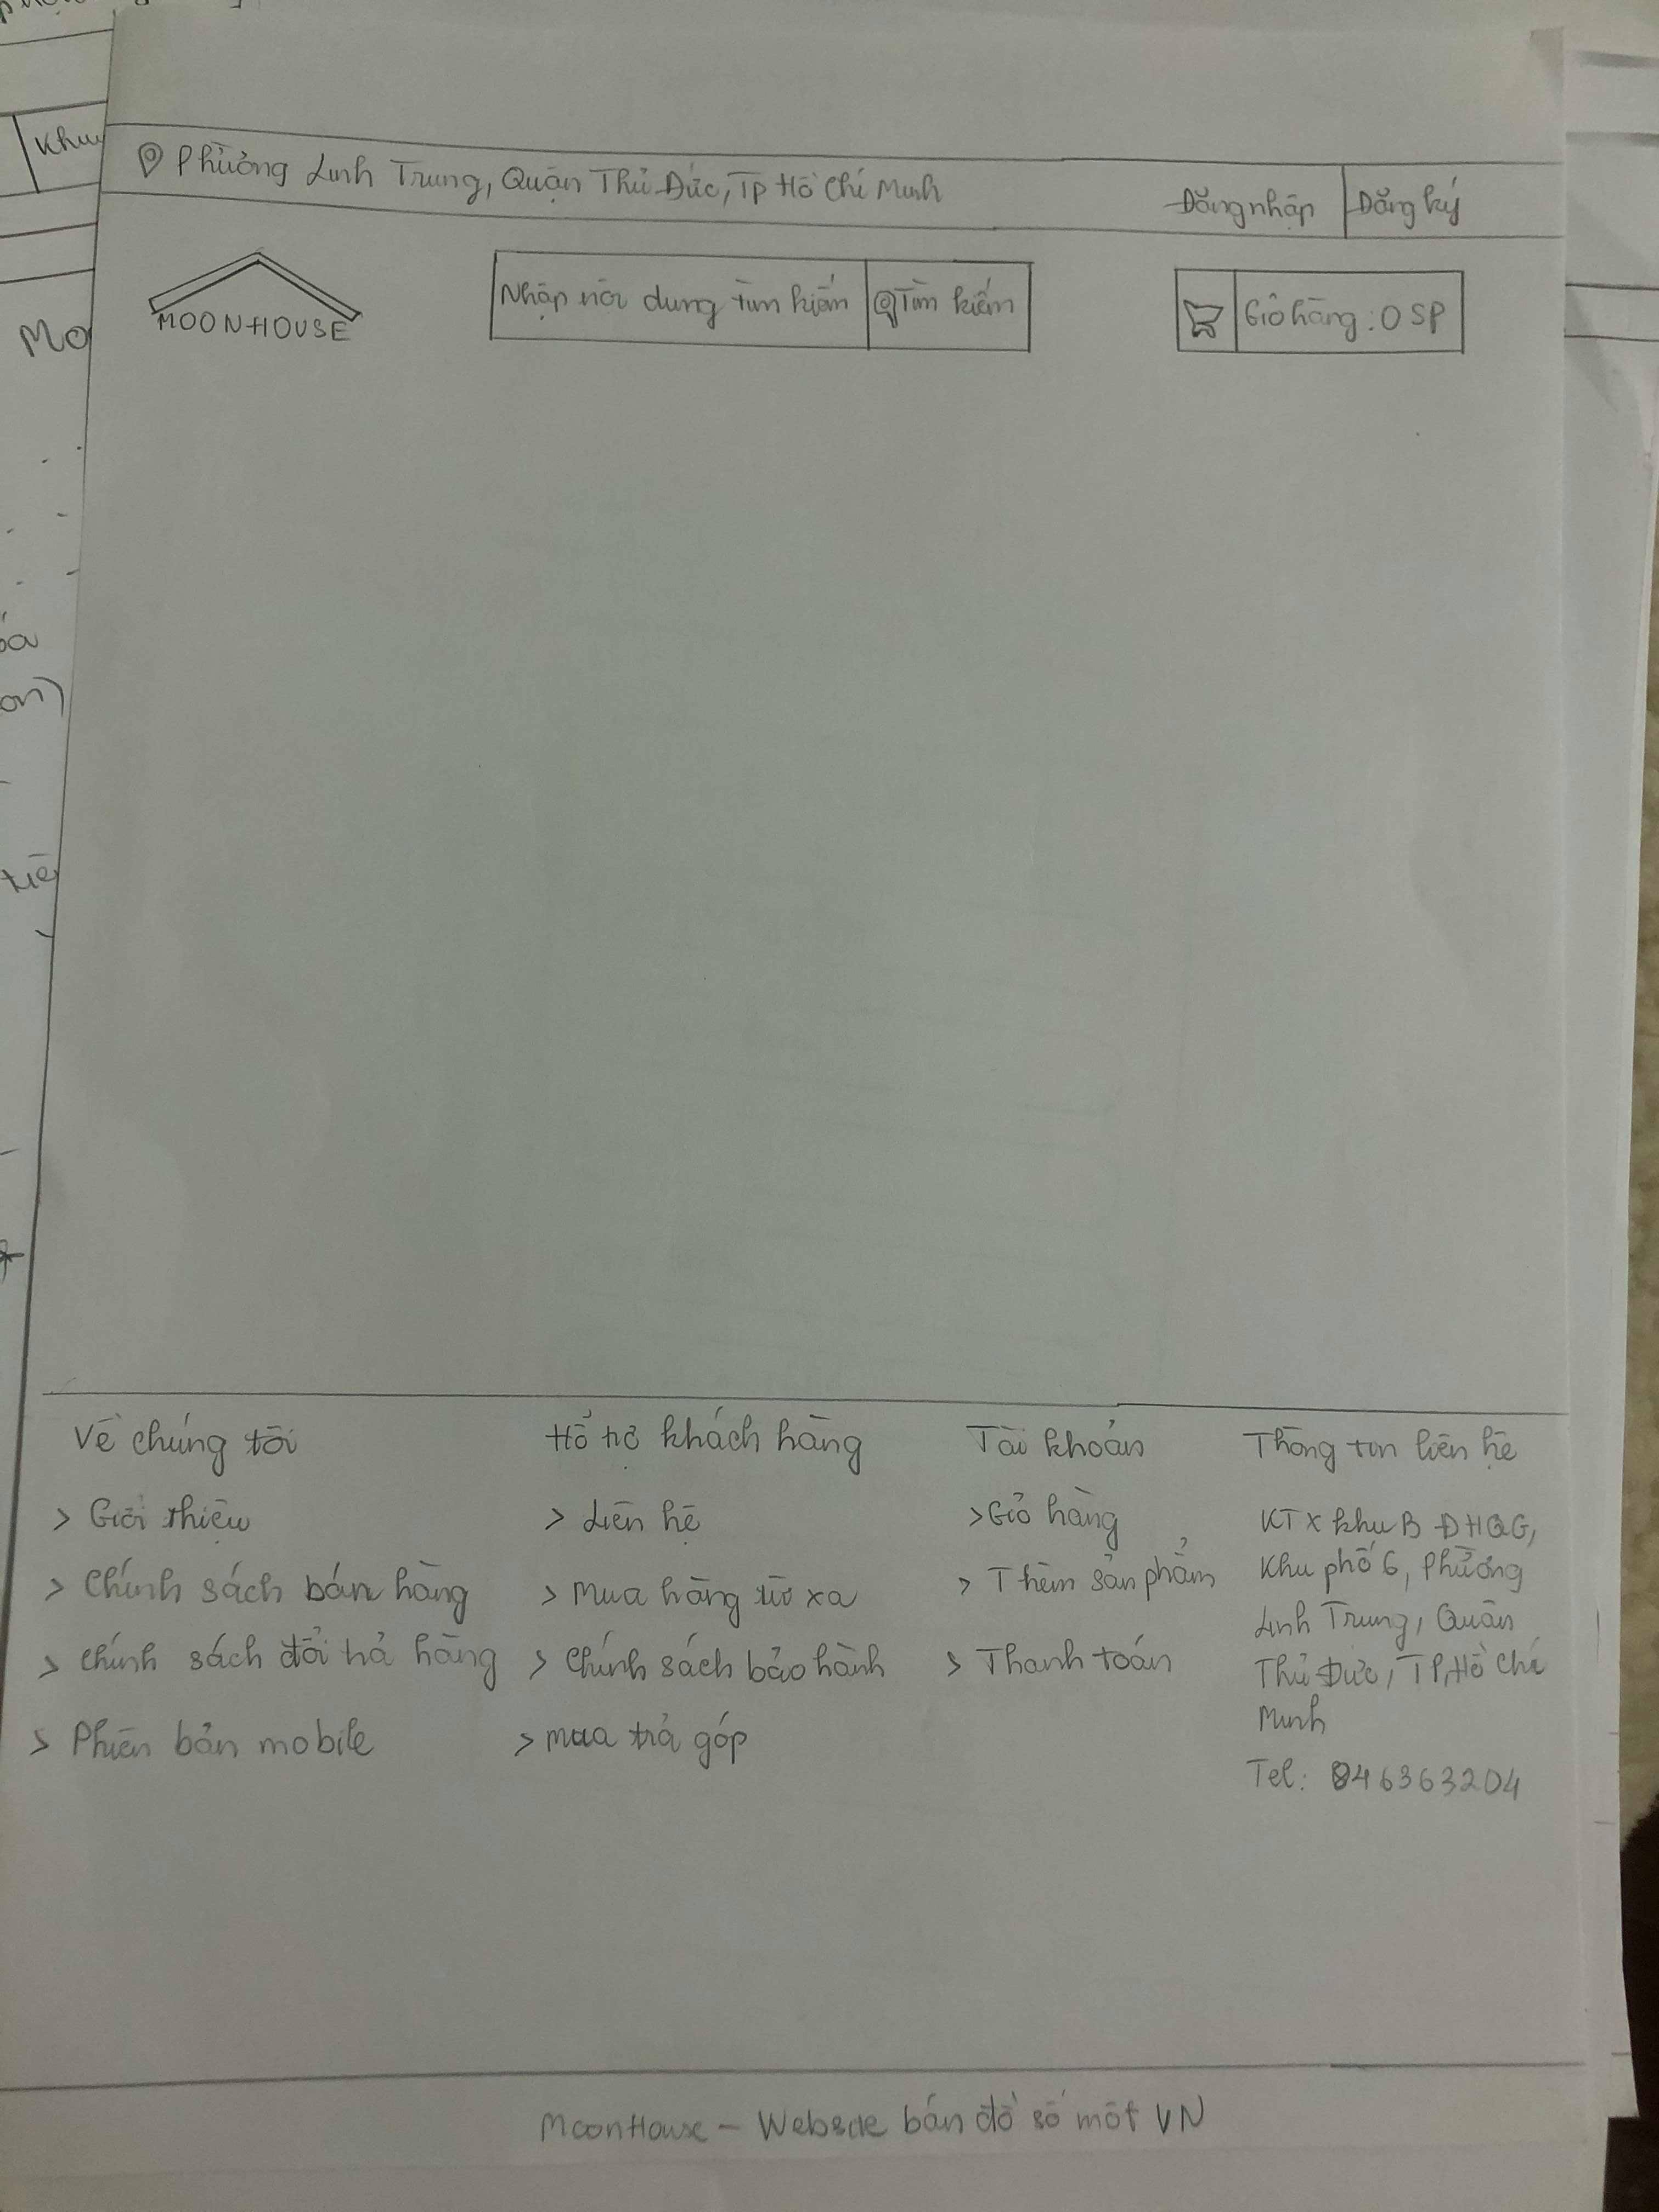 Phường Linh Trung, Quận Thủ Đức, TP Hồ Chí Minh
Đăng nhập
Đăng ký
MOONHOUSE
Nhập nội dung tìm kiếm
Tìm kiếm
Giỏ hàng: 0 SP
Về chúng tôi
> Giới thiệu
> Chính sách bán hàng
> Chính sách đổi trả hàng
> Phiên bản mobile
Hổ trợ khách hàng
> Liên hệ
> Mua hàng từ xa
> Chính sách bảo hành
> Mua trả góp
Tài khoản
> Giỏ hàng
> Thêm sản phẩm
> Thanh toán
Thông tin liên hệ
KTX khu B ĐHQG,
Khu phố 6, Phường
Linh Trung, Quận
Thủ Đức, TP, Hồ Chí
Minh
Tel: 0846363204
MoonHouse - Website bán đồ số một VN